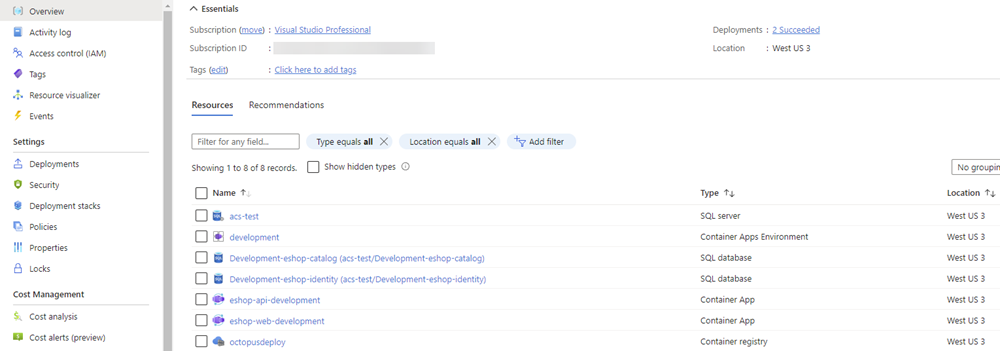 Overview
Activity log
Access control (IAM)
Tags
Resource visualizer
Events
Settings
Deployments
Security
Deployment stacks
Policies
Properties
Locks
Cost Management
Cost analysis
Cost alerts (preview)
Essentials
Subscription (move) : Visual Studio Professional
Deployments : 2 Succeeded
Subscription ID :
Location : West US 3
Tags (edit) : Click here to add tags
Resources Recommendations
Filter for any field... Type equals all Location equals all Add filter
Showing 1 to 8 of 8 records. Show hidden types No groupin
Name Type Location
acs-test SQL server West US 3
development Container Apps Environment West US 3
Development-eshop-catalog (acs-test/Development-eshop-catalog) SQL database West US 3
Development-eshop-identity (acs-test/Development-eshop-identity) SQL database West US 3
eshop-api-development Container App West US 3
eshop-web-development Container App West US 3
octopusdeploy Container registry West US 3